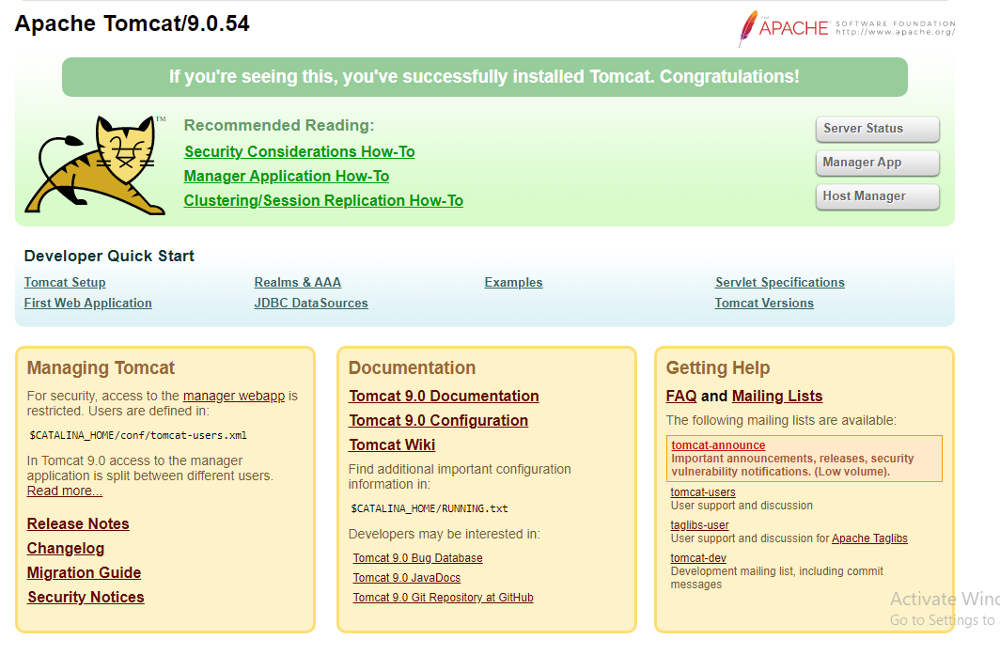 Apache Tomcat/9.0.54
THE
APACHE SOFTWARE FOUNDATION
http://www.apache.org/
If you're seeing this, you've successfully installed Tomcat. Congratulations!
TM
Recommended Reading:
Security Considerations How-To
Manager Application How-To
Clustering/Session Replication How-To
Server Status
Manager App
Host Manager
Developer Quick Start
Tomcat Setup
First Web Application
Realms & AAA
JDBC DataSources
Examples
Servlet Specifications
Tomcat Versions
Managing Tomcat
For security, access to the manager webapp is
restricted. Users are defined in:
$CATALINA_HOME/conf/tomcat-users.xml
In Tomcat 9.0 access to the manager
application is split between different users.
Read more...
Release Notes
Changelog
Migration Guide
Security Notices
Documentation
Tomcat 9.0 Documentation
Tomcat 9.0 Configuration
Tomcat Wiki
Find additional important configuration
information in:
$CATALINA_HOME/RUNNING.txt
Developers may be interested in:
Tomcat 9.0 Bug Database
Tomcat 9.0 JavaDocs
Tomcat 9.0 Git Repository at GitHub
Getting Help
FAQ and Mailing Lists
The following mailing lists are available:
tomcat-announce
Important announcements, releases, security
vulnerability notifications. (Low volume).
tomcat-users
User support and discussion
taglibs-user
User support and discussion for Apache Taglibs
tomcat-dev
Development mailing list, including commit
messages
Activate Wind
Go to Settings to